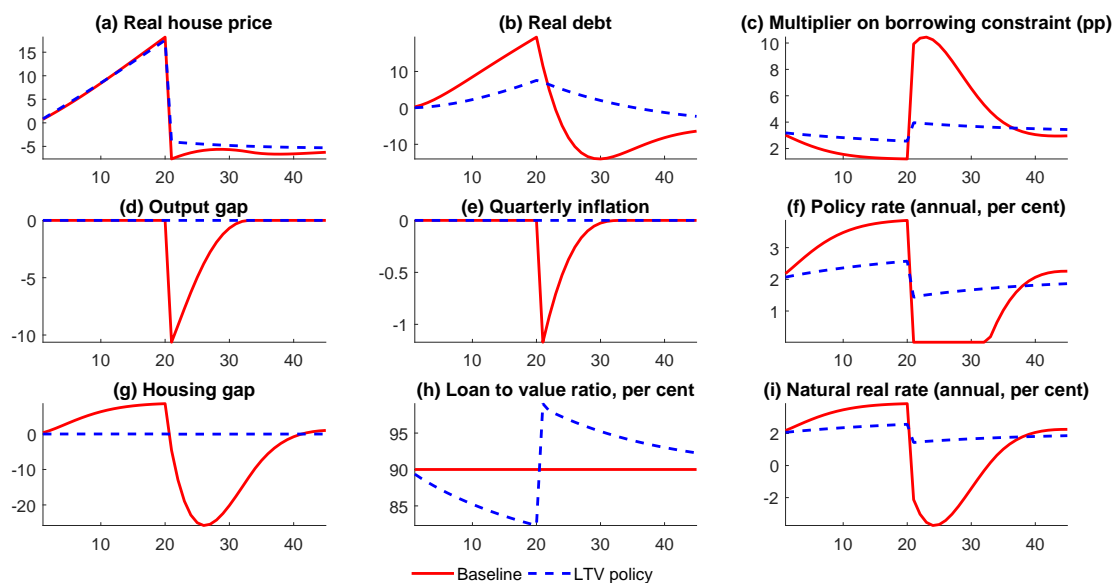 (a) Real house price
15
10
5
0
-5
10 20 30 40
(b) Real debt
10
0
-10
10 20 30 40
(c) Multiplier on borrowing constraint (pp)
10
8
6
4
2
10 20 30 40
(d) Output gap
0
-5
-10
10 20 30 40
(e) Quarterly inflation
0
-0.5
-1
10 20 30 40
(f) Policy rate (annual, per cent)
3
2
1
10 20 30 40
(g) Housing gap
0
-10
-20
10 20 30 40
(h) Loan to value ratio, per cent
95
90
85
10 20 30 40
(i) Natural real rate (annual, per cent)
2
0
-2
10 20 30 40
Baseline LTV policy